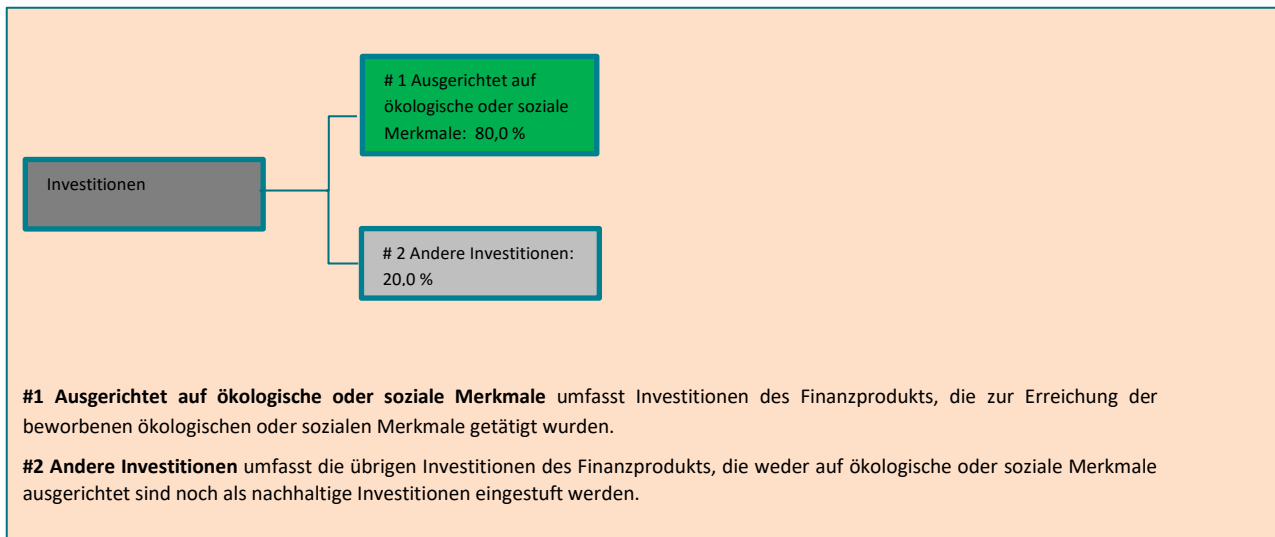 # 1 Ausgerichtet auf
ökologische oder soziale
Merkmale: 80,0 %
Investitionen
# 2 Andere Investitionen:
20,0 %
#1 Ausgerichtet auf ökologische oder soziale Merkmale umfasst Investitionen des Finanzprodukts, die zur Erreichung der
beworbenen ökologischen oder sozialen Merkmale getätigt wurden.
#2 Andere Investitionen umfasst die übrigen Investitionen des Finanzprodukts, die weder auf ökologische oder soziale Merkmale
ausgerichtet sind noch als nachhaltige Investitionen eingestuft werden.